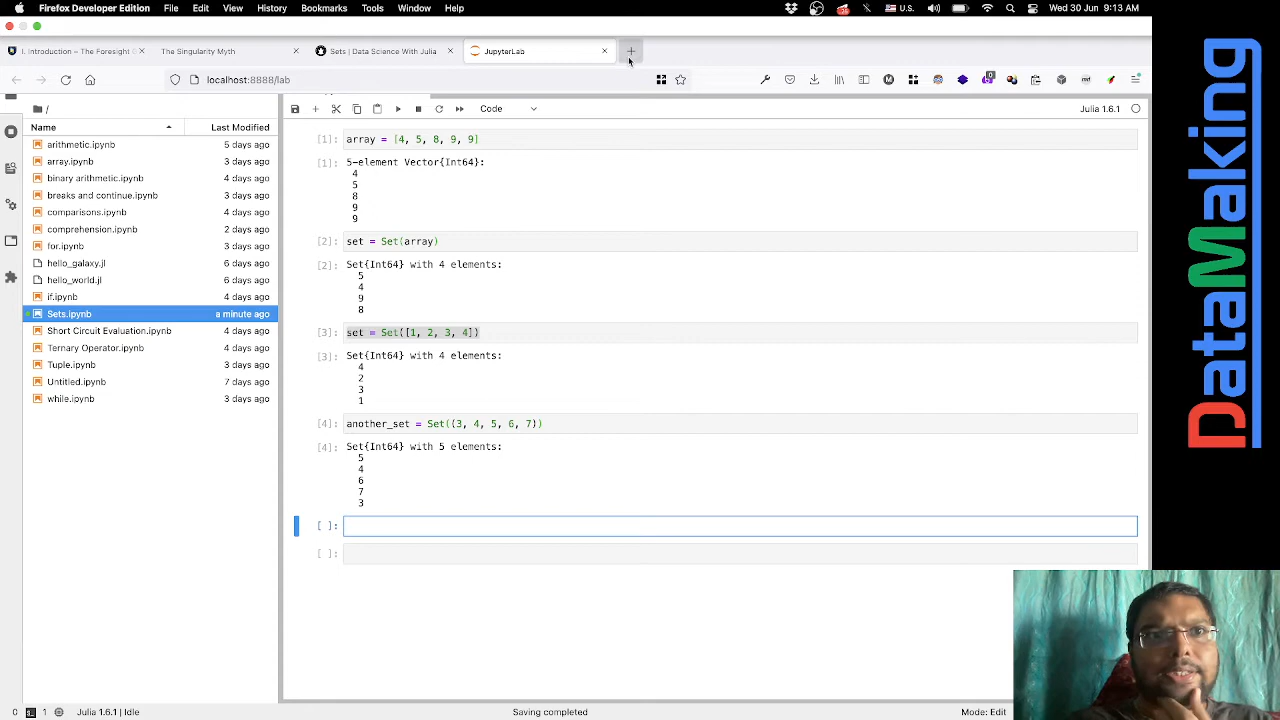 Firefox Developer Edition File Edit View History Bookmarks Tools Window Help U.S. Wed 30 Jun 9:13 AM
I. Introduction – The Foresight The Singularity Myth Sets | Data Science With Julia JupyterLab
localhost:8888/lab
/ Code Julia 1.6.1
Name Last Modified
arithmetic.ipynb 5 days ago
array.ipynb 3 days ago
binary arithmetic.ipynb 4 days ago
breaks and continue.ipynb 3 days ago
comparisons.ipynb 4 days ago
comprehension.ipynb 2 days ago
for.ipynb 3 days ago
hello_galaxy.jl 6 days ago
hello_world.jl 6 days ago
if.ipynb 4 days ago
Sets.ipynb a minute ago
Short Circuit Evaluation.ipynb 4 days ago
Ternary Operator.ipynb 4 days ago
Tuple.ipynb 3 days ago
Untitled.ipynb 7 days ago
while.ipynb 3 days ago
[1]: array = [4, 5, 8, 9, 9]
[1]: 5-element Vector{Int64}:
4
5
8
9
9
[2]: set = Set(array)
[2]: Set{Int64} with 4 elements:
5
4
9
8
[3]: set = Set([1, 2, 3, 4])
[3]: Set{Int64} with 4 elements:
4
2
3
1
[4]: another_set = Set((3, 4, 5, 6, 7))
[4]: Set{Int64} with 5 elements:
5
4
6
7
3
[ ]:
[ ]:
1 Julia 1.6.1 | Idle Saving completed Mode: Edit
DataMaking